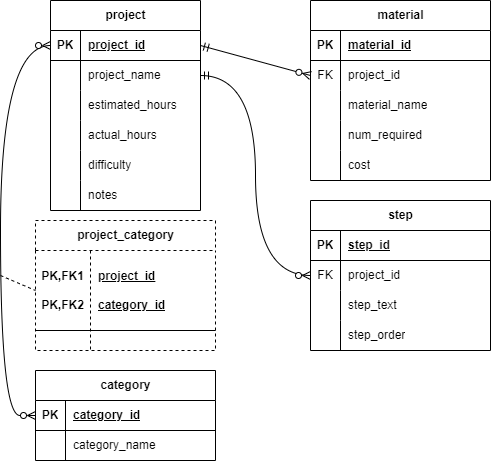 project
PK project_id
project_name
estimated_hours
actual_hours
difficulty
notes
material
PK material_id
FK project_id
material_name
num_required
cost
project_category
PK,FK1 project_id
PK,FK2 category_id
step
PK step_id
FK project_id
step_text
step_order
category
PK category_id
category_name